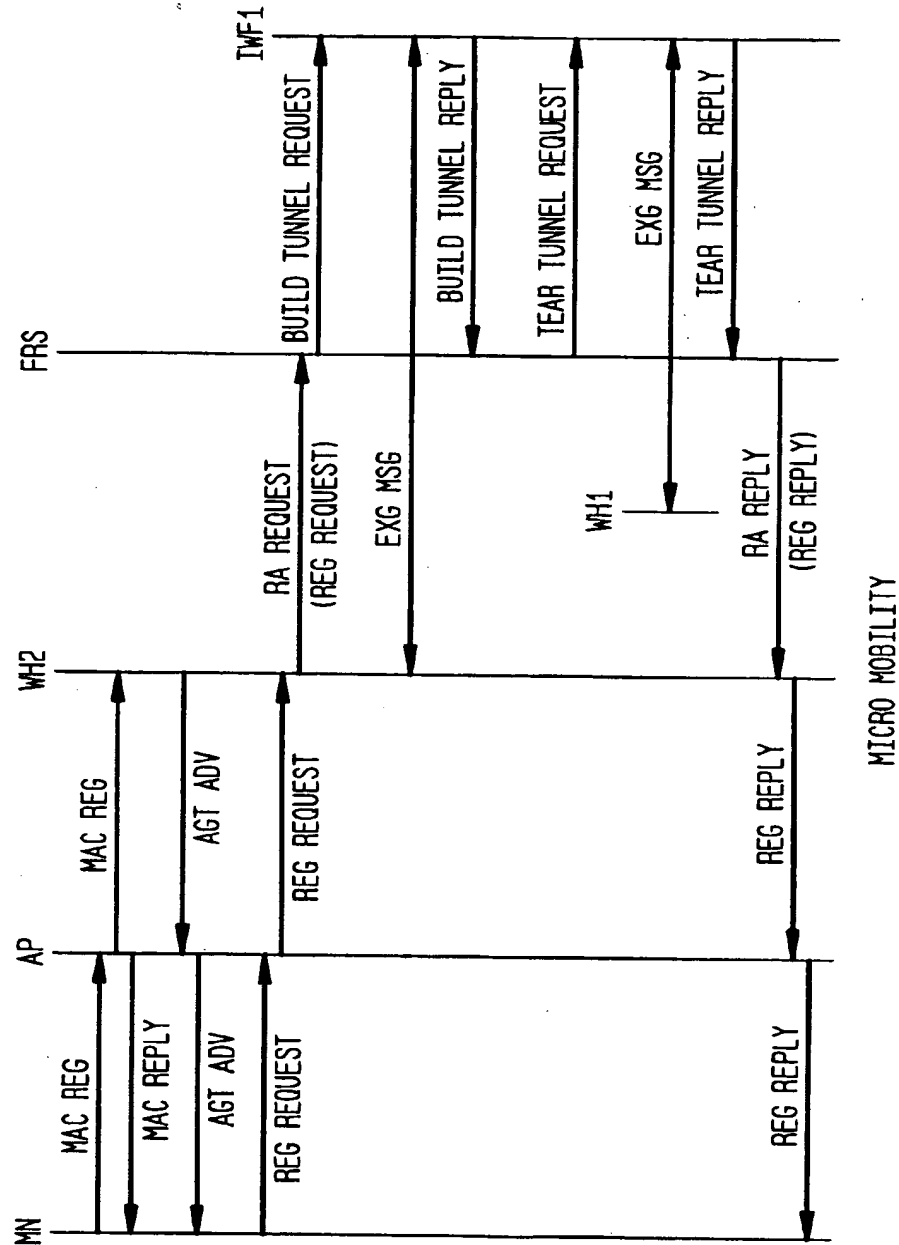 MN
AP
WH2
FRS
IWF1
MAC REG
MAC REG
MAC REPLY
AGT ADV
AGT ADV
REG REQUEST
REG REQUEST
RA REQUEST
(REG REQUEST)
BUILD TUNNEL REQUEST
EXG MSG
BUILD TUNNEL REPLY
TEAR TUNNEL REQUEST
WH1
EXG MSG
TEAR TUNNEL REPLY
RA REPLY
(REG REPLY)
REG REPLY
REG REPLY
MICRO MOBILITY